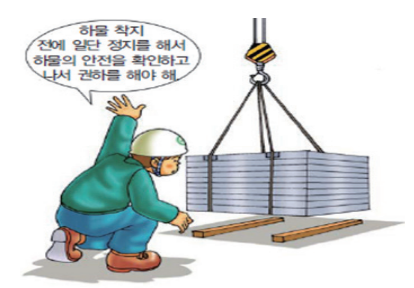 하물 착지
전에 일단 정지를 해서
하물의 안전을 확인하고
나서 권하를 해야 해.